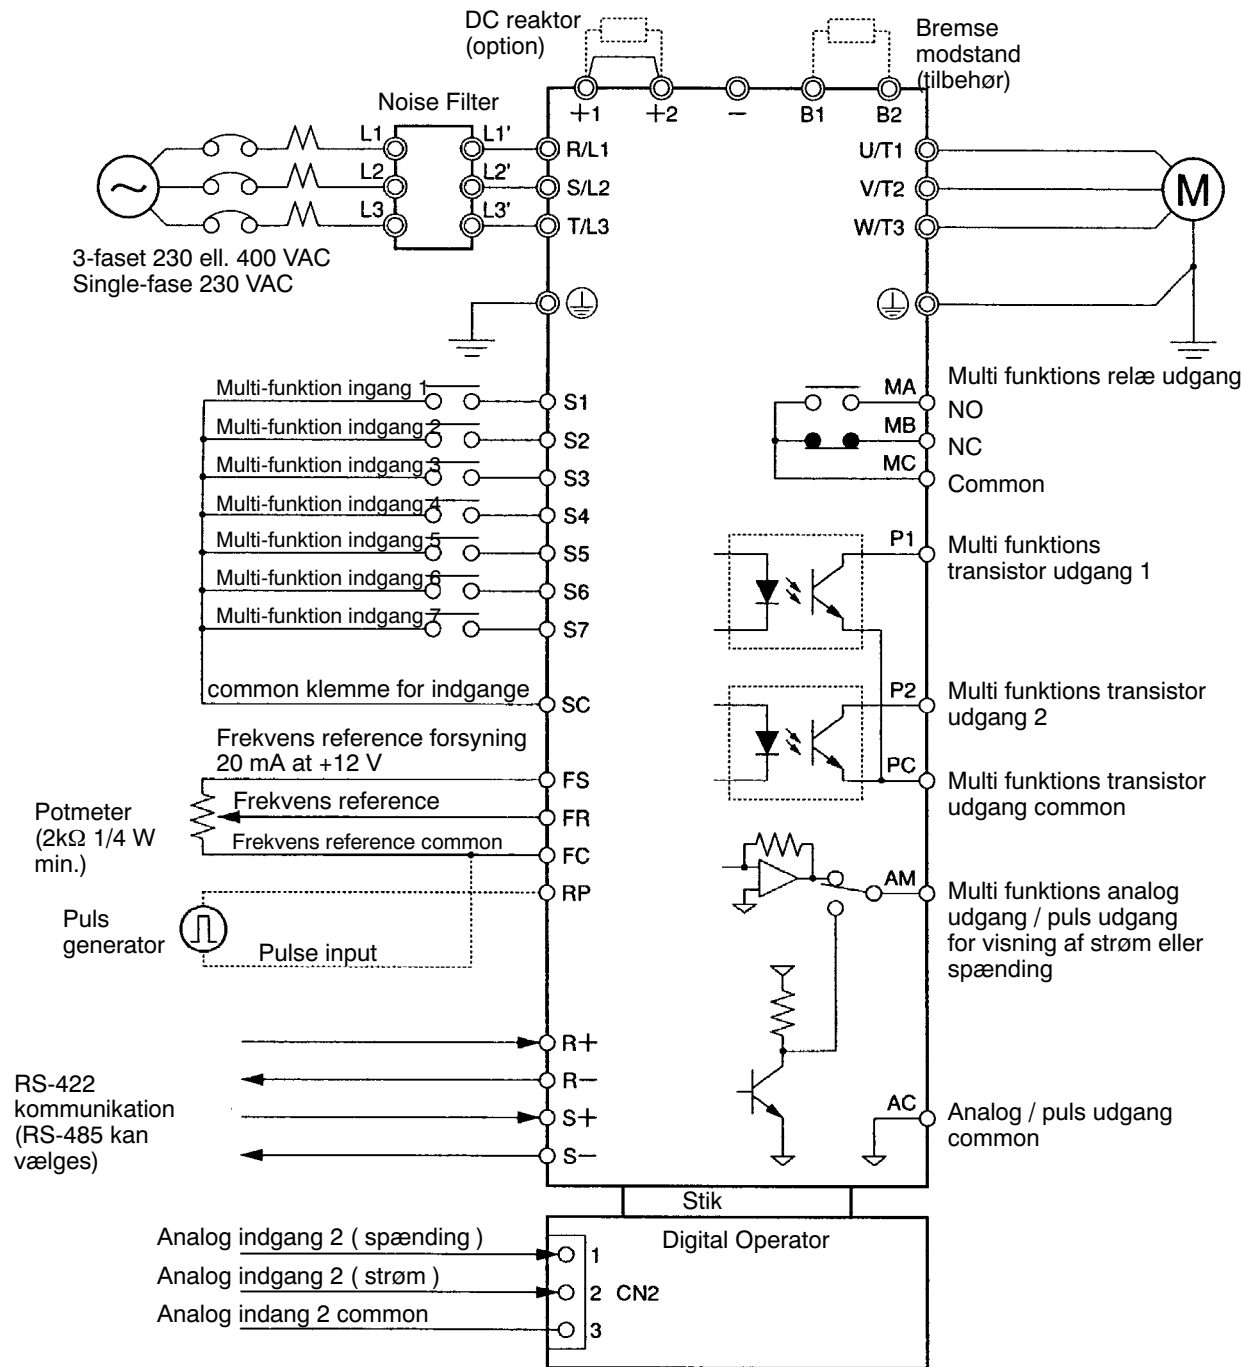 DC reaktor
(option)
Bremse
modstand
(tilbehør)
+1
+2
−
B1
B2
Noise Filter
L1
L1'
R/L1
L2
L2'
S/L2
L3
L3'
T/L3
U/T1
V/T2
W/T3
M
3-faset 230 ell. 400 VAC
Single-fase 230 VAC
Multi-funktion ingang 1
S1
Multi-funktion indgang 2
S2
Multi-funktion indgang 3
S3
Multi-funktion indgang 4
S4
Multi-funktion indgang 5
S5
Multi-funktion indgang 6
S6
Multi-funktion indgang 7
S7
common klemme for indgange
SC
MA
Multi funktions relæ udgang
NO
MB
NC
MC
Common
P1
Multi funktions
transistor udgang 1
P2
Multi funktions transistor
udgang 2
PC
Multi funktions transistor
udgang common
Frekvens reference forsyning
20 mA at +12 V
FS
Frekvens reference
FR
Frekvens reference common
FC
Potmeter
(2kΩ 1/4 W
min.)
RP
Puls
generator
Pulse input
AM
Multi funktions analog
udgang / puls udgang
for visning af strøm eller
spænding
R+
R−
S+
S−
RS-422
kommunikation
(RS-485 kan
vælges)
AC
Analog / puls udgang
common
Stik
Digital Operator
Analog indgang 2 ( spænding )
1
Analog indgang 2 ( strøm )
2
CN2
Analog indang 2 common
3